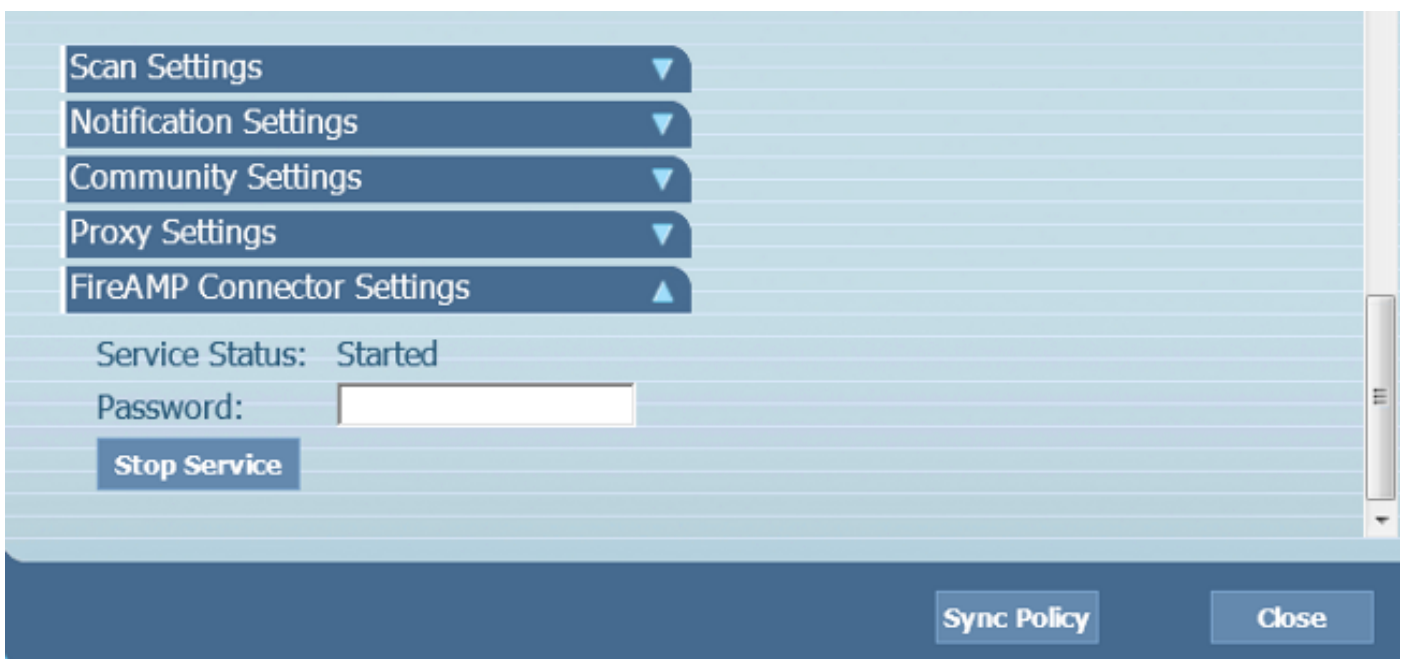 Scan Settings
Notification Settings
Community Settings
Proxy Settings
FireAMP Connector Settings
Service Status: Started
Password:
Stop Service
Sync Policy Close